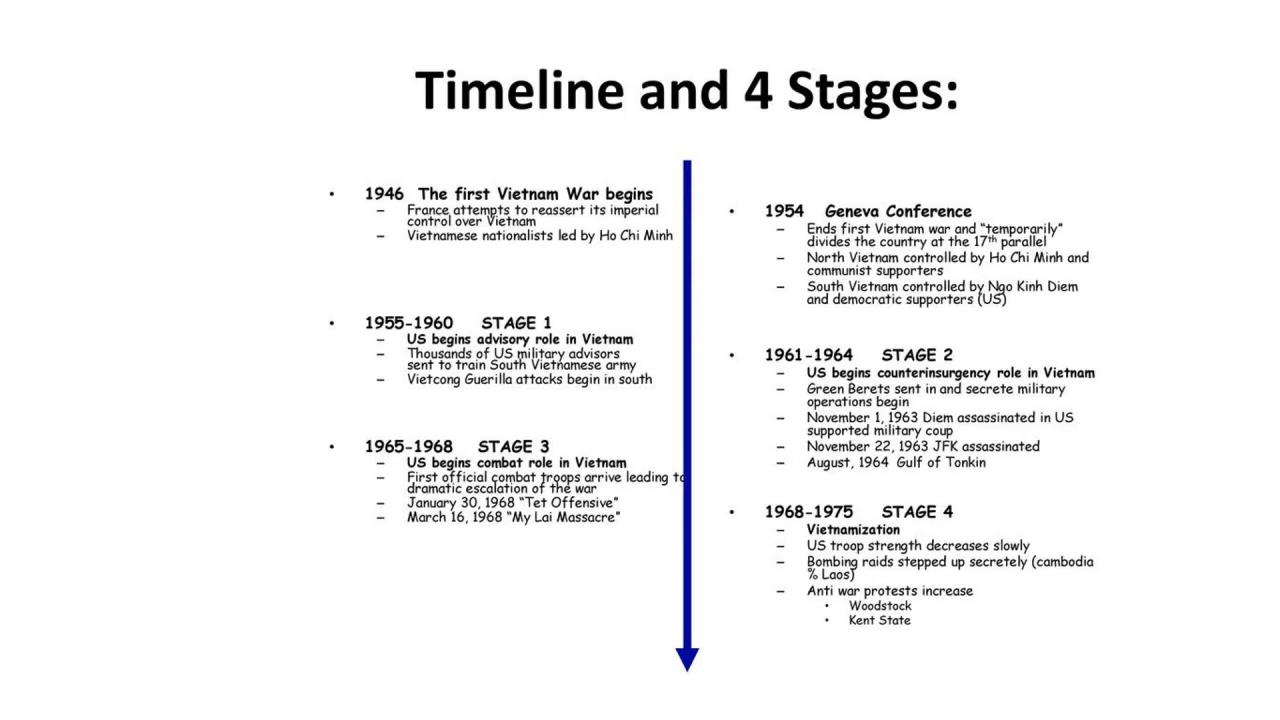 Timeline and 4 Stages:
• 1946 The first Vietnam War begins
– France attempts to reassert its imperial
control over Vietnam
– Vietnamese nationalists led by Ho Chi Minh
• 1955-1960 STAGE 1
– US begins advisory role in Vietnam
– Thousands of US military advisors
sent to train South Vietnamese army
– Vietcong Guerilla attacks begin in south
• 1965-1968 STAGE 3
– US begins combat role in Vietnam
– First official combat troops arrive leading to
dramatic escalation of the war
– January 30, 1968 “Tet Offensive”
– March 16, 1968 “My Lai Massacre”
• 1954 Geneva Conference
– Ends first Vietnam war and “temporarily”
divides the country at the 17th parallel
– North Vietnam controlled by Ho Chi Minh and
communist supporters
– South Vietnam controlled by Ngo Kinh Diem
and democratic supporters (US)
• 1961-1964 STAGE 2
– US begins counterinsurgency role in Vietnam
– Green Berets sent in and secrete military
operations begin
– November 1, 1963 Diem assassinated in US
supported military coup
– November 22, 1963 JFK assassinated
– August, 1964 Gulf of Tonkin
• 1968-1975 STAGE 4
– Vietnamization
– US troop strength decreases slowly
– Bombing raids stepped up secretely (cambodia
% Laos)
– Anti war protests increase
• Woodstock
• Kent State